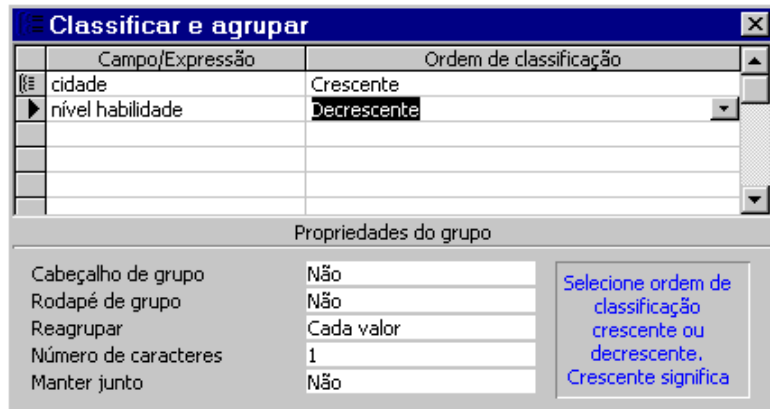 Classificar e agrupar
Campo/Expressão Ordem de classificação
cidade Crescente
nível habilidade Decrescente
Propriedades do grupo
Cabeçalho de grupo Não
Rodapé de grupo Não
Reagrupar Cada valor
Número de caracteres 1
Manter junto Não
Selecione ordem de
classificação
crescente ou
decrescente.
Crescente significa